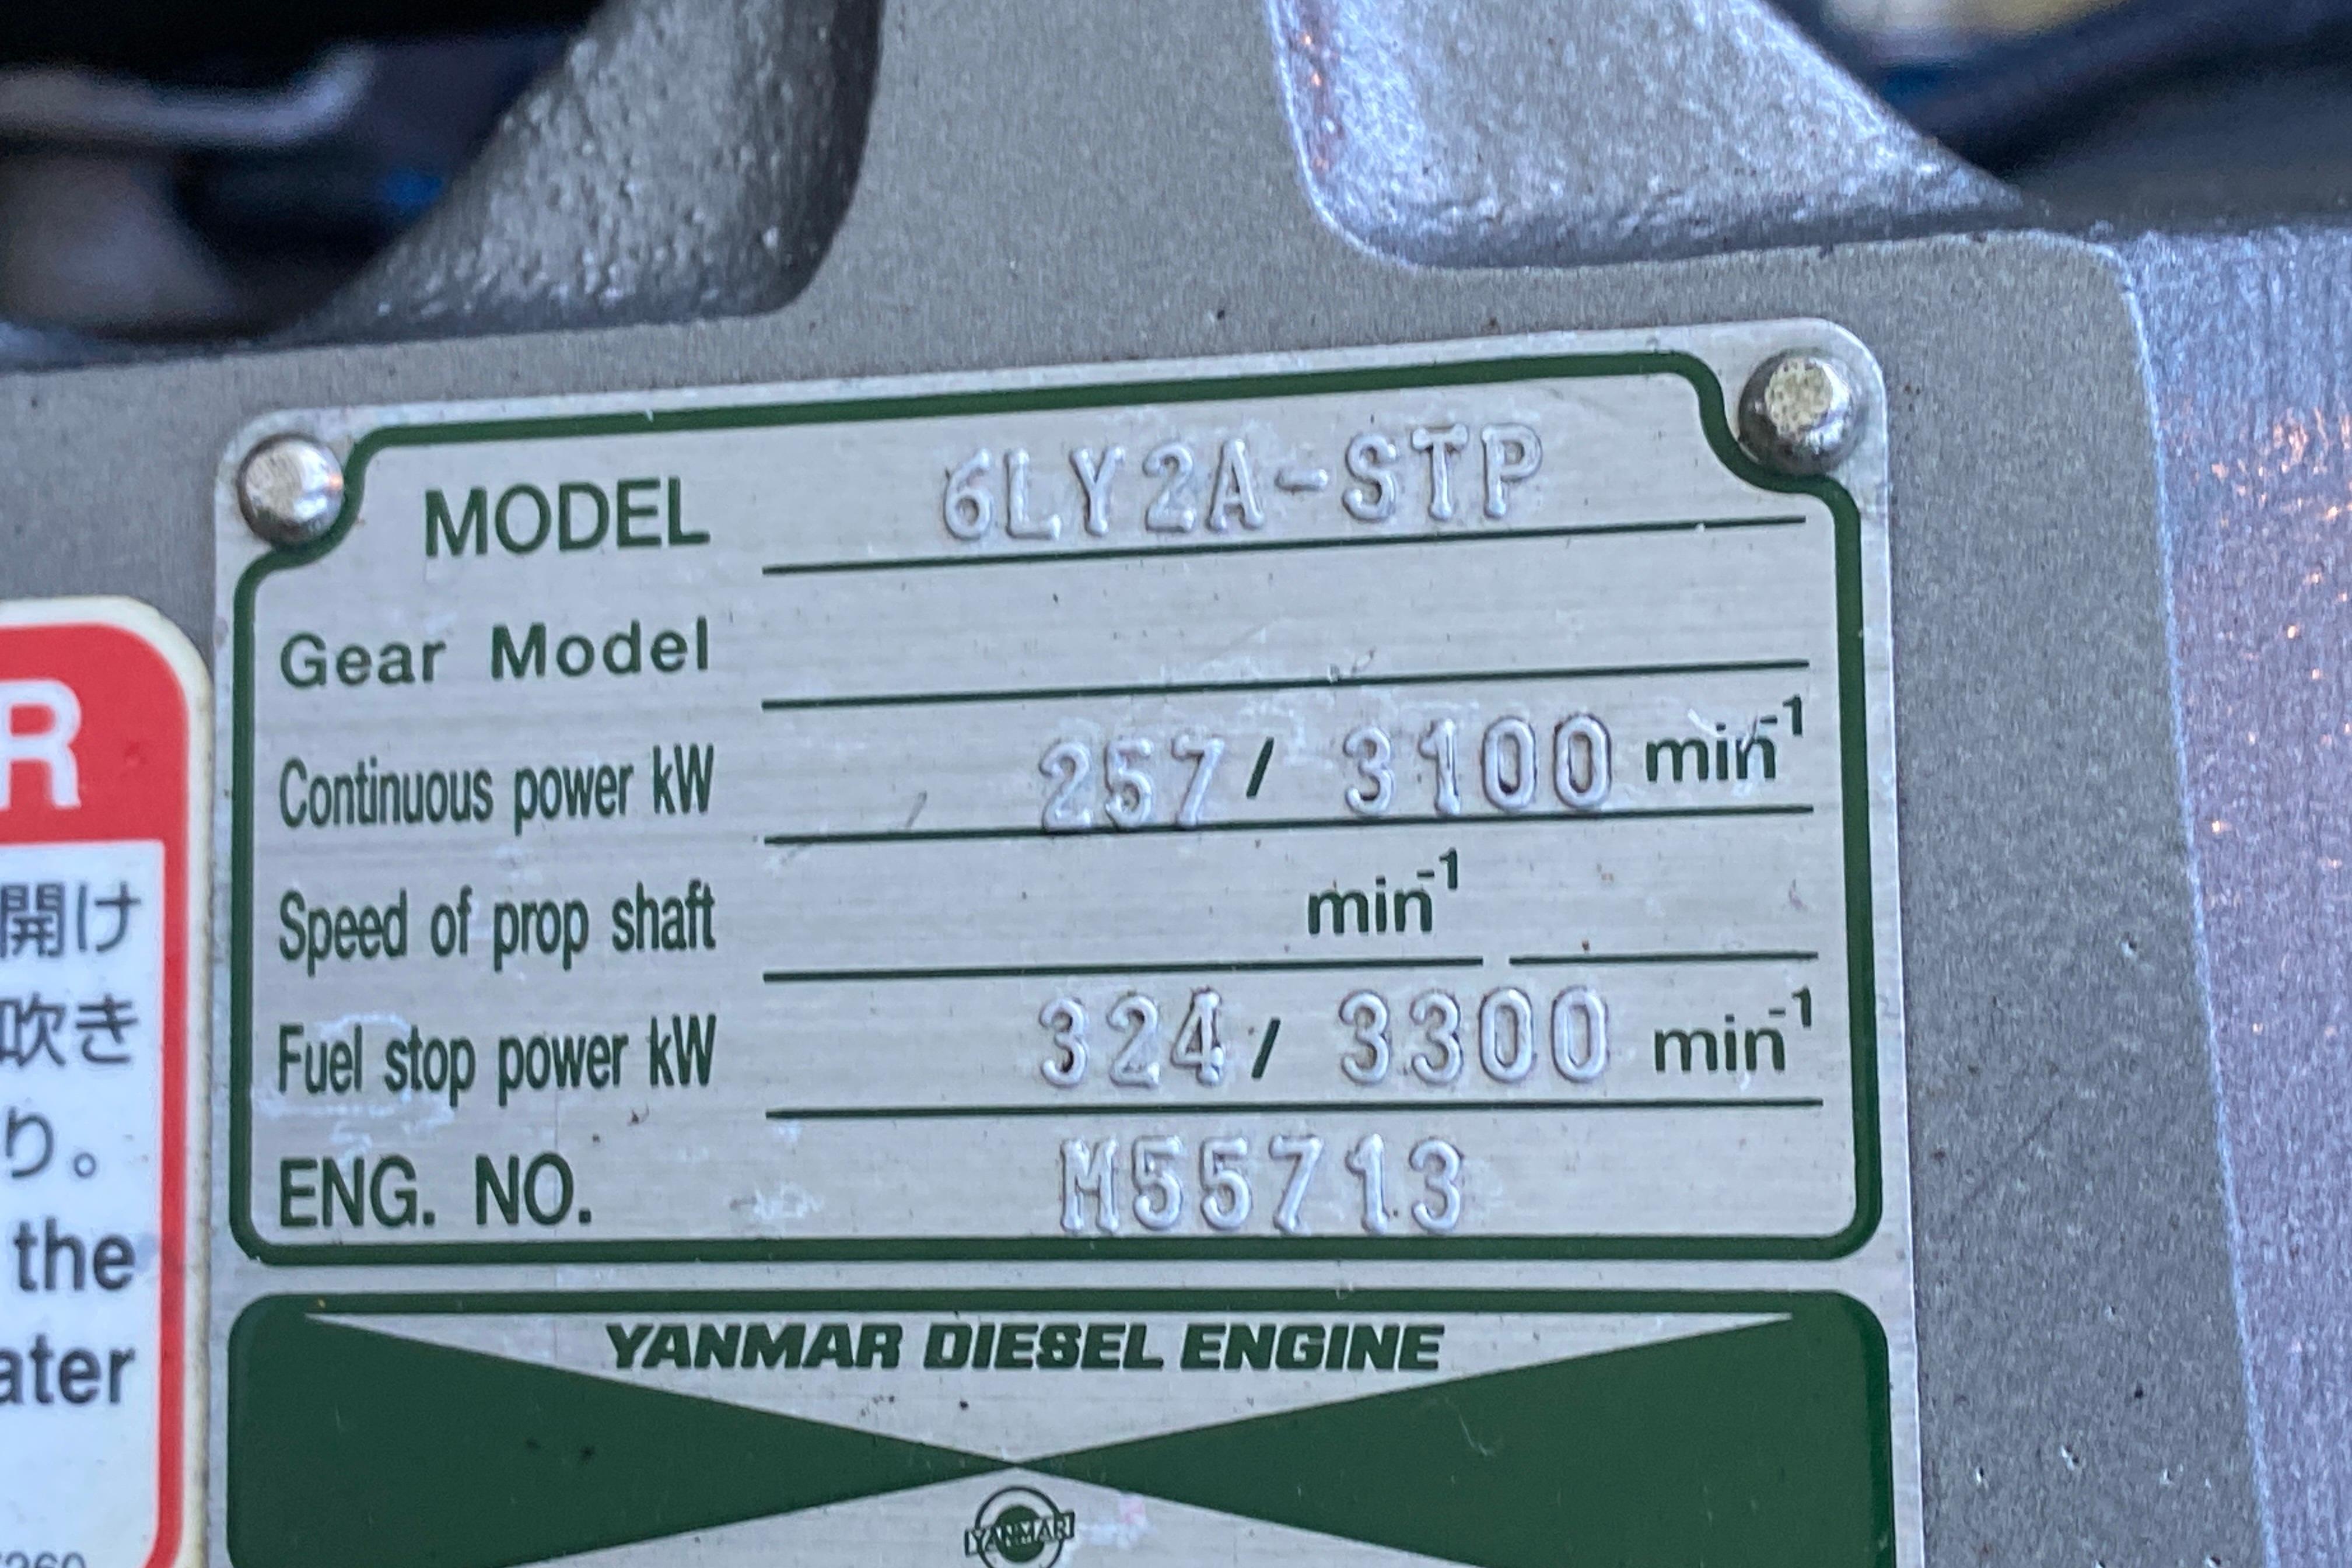 MODEL 6LY2A-STP
Gear Model
Continuous power kW 257 / 3100 min⁻¹
Speed of prop shaft min⁻¹
Fuel stop power kW 324 / 3300 min⁻¹
ENG. NO. M55713
YANMAR DIESEL ENGINE
YANMAR
R
開け
吹き
り。
the
ater